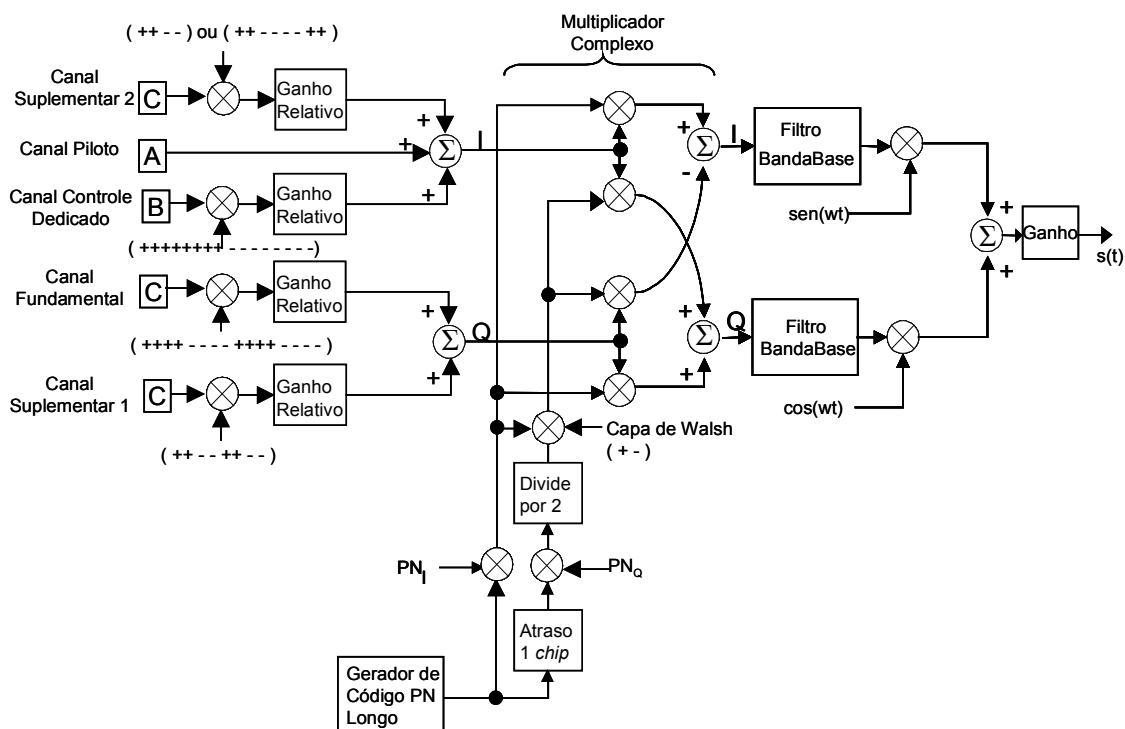 ( ++ - - ) ou ( ++ - - - - ++ )
Multiplicador
Complexo
Canal
Suplementar 2
C
Ganho
Relativo
+
+
+
Σ
I
Canal Piloto
A
Canal Controle
Dedicado
B
Ganho
Relativo
( ++++++++ - - - - - - - - )
Canal
Fundamental
C
Ganho
Relativo
+
+
Σ
Q
( ++++ - - - - ++++ - - - - )
Canal
Suplementar 1
C
Ganho
Relativo
( ++ - - ++ - - )
+
-
Σ
I
Filtro
BandaBase
sen(wt)
+
+
Σ
Q
Filtro
BandaBase
cos(wt)
+
+
Σ
Ganho
s(t)
Capa de Walsh
( + - )
Divide
por 2
PNI
PNQ
Atraso
1 chip
Gerador de
Código PN
Longo